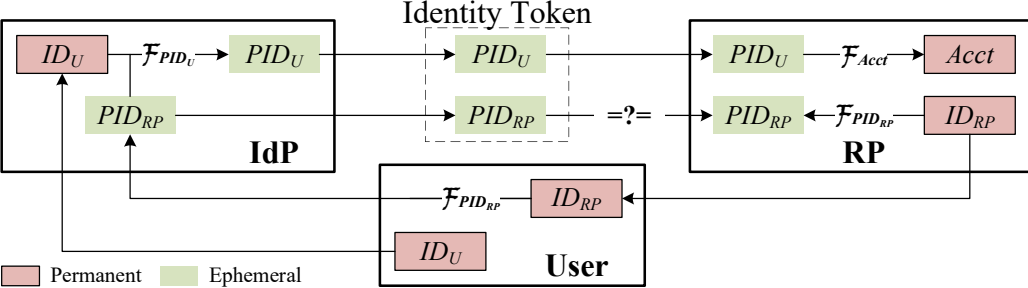 Identity Token
ID_U F_PID_U PID_U PID_U PID_U F_Acct Acct
PID_RP PID_RP =?= PID_RP F_PID_RP ID_RP
IdP RP
F_PID_RP ID_RP
ID_U
User
Permanent Ephemeral